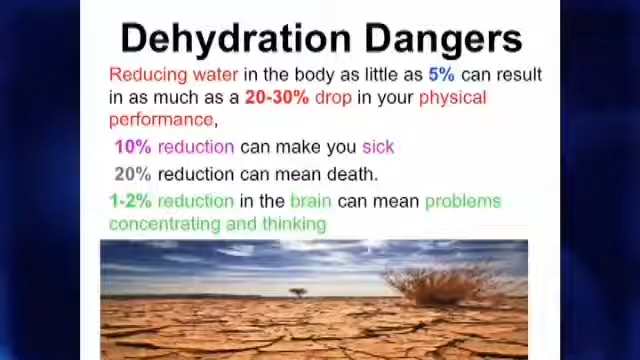 Dehydration Dangers
Reducing water in the body as little as 5% can result
in as much as a 20-30% drop in your physical
performance,
10% reduction can make you sick
20% reduction can mean death.
1-2% reduction in the brain can mean problems
concentrating and thinking